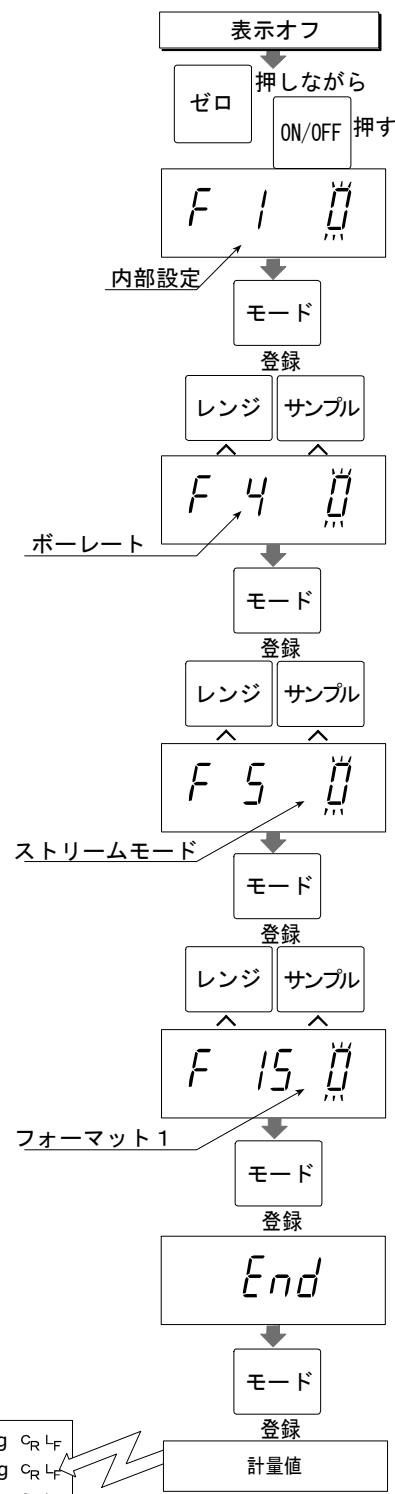 表示オフ
ゼロ
押しながら
ON/OFF
押す
F 1 0
内部設定
モード
登録
レンジ サンプル
F 4 0
ボーレート
モード
登録
レンジ サンプル
F 5 0
ストリームモード
モード
登録
レンジ サンプル
F 15 0
フォーマット1
モード
登録
End
モード
登録
計量値
g CR LF
g CR LF